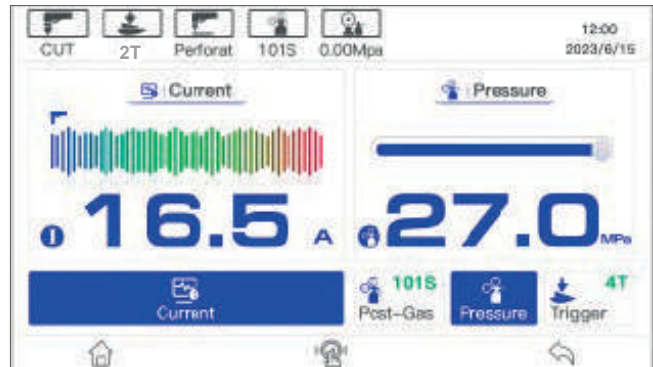 CUT 2T Perforat 101S 0.00Mpa
12:00
2023/6/15
Current
Pressure
16.5 A
27.0 MPa
Current
101S
Post-Gas
Pressure
4T
Trigger